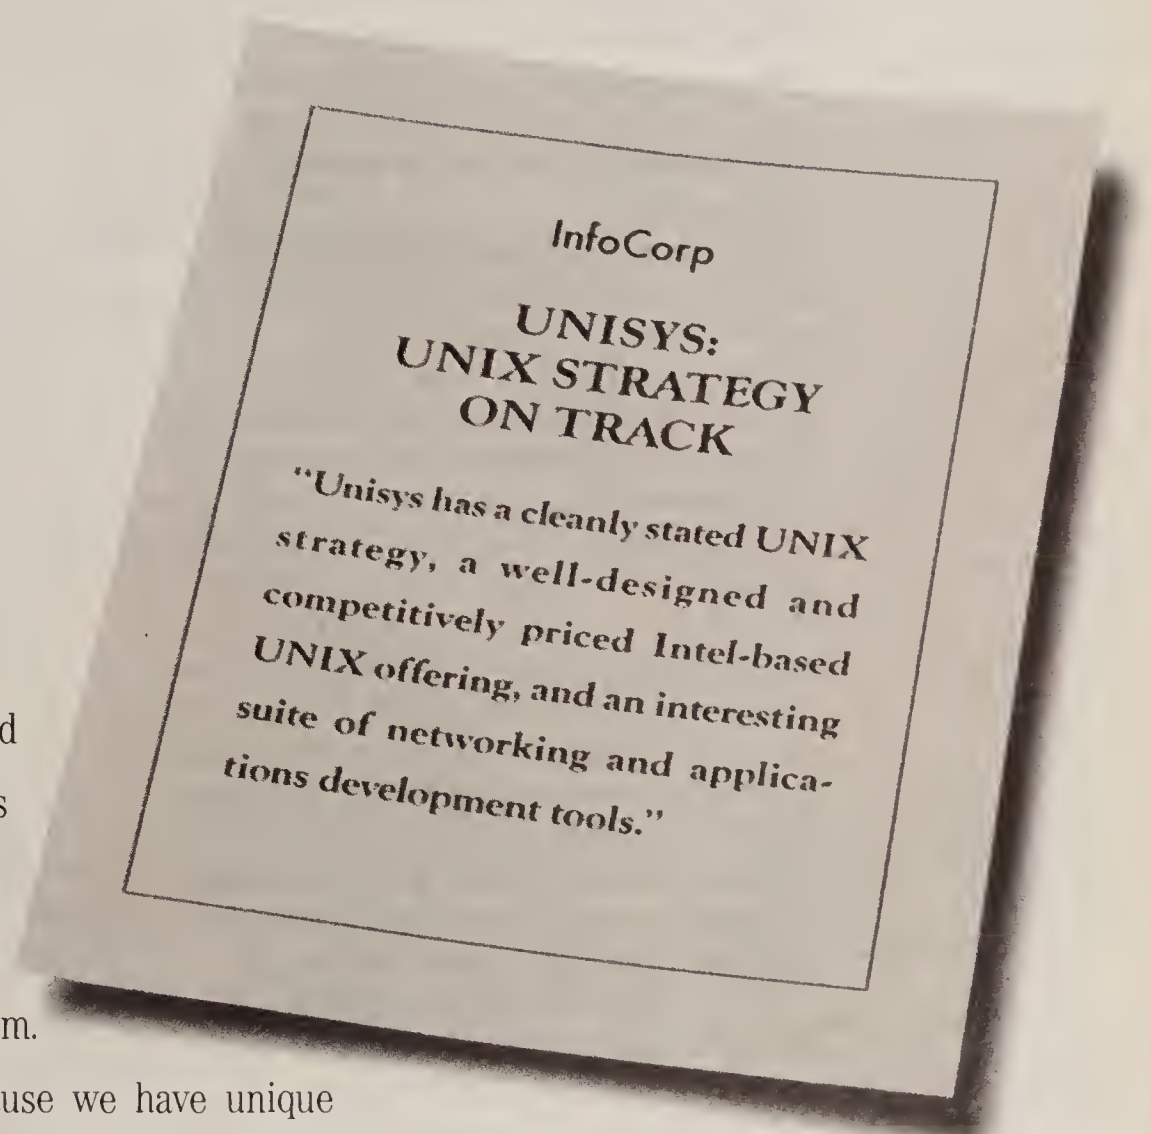 InfoCorp
UNISYS:
UNIX STRATEGY
ON TRACK
“Unisys has a cleanly stated UNIX
strategy, a well-designed and
competitively priced Intel-based
UNIX offering, and an interesting
suite of networking and applica-
tions development tools.”
we have unique